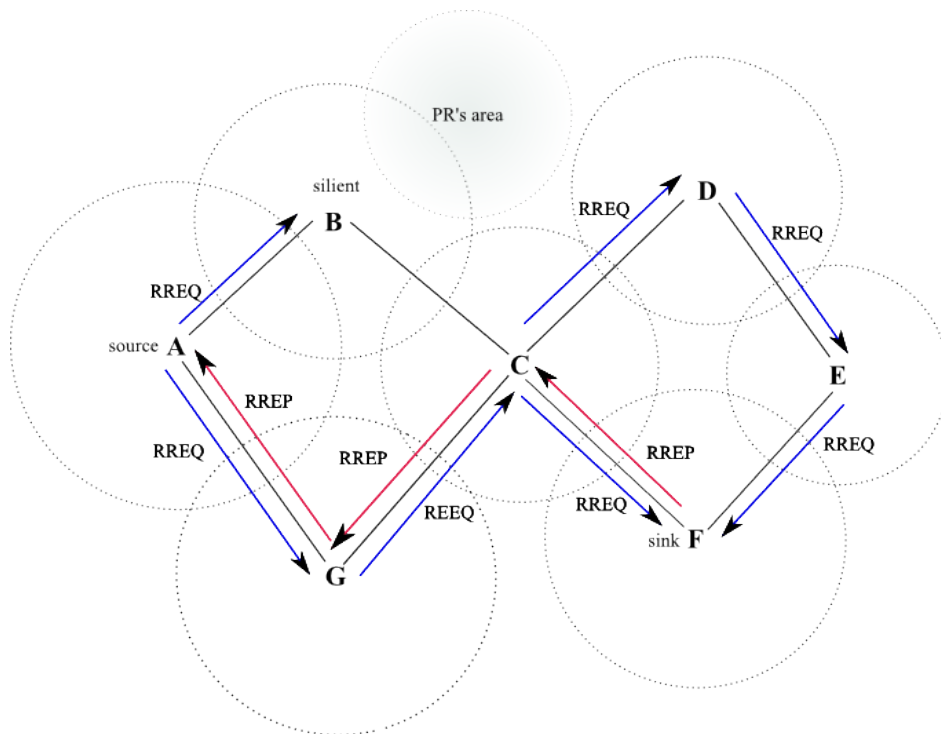 PR's area
silient
B
D
RREQ
RREQ
RREQ
source A
C
E
RREP
RREQ
RREP
REEQ
RREP
RREQ
RREQ
sink F
G